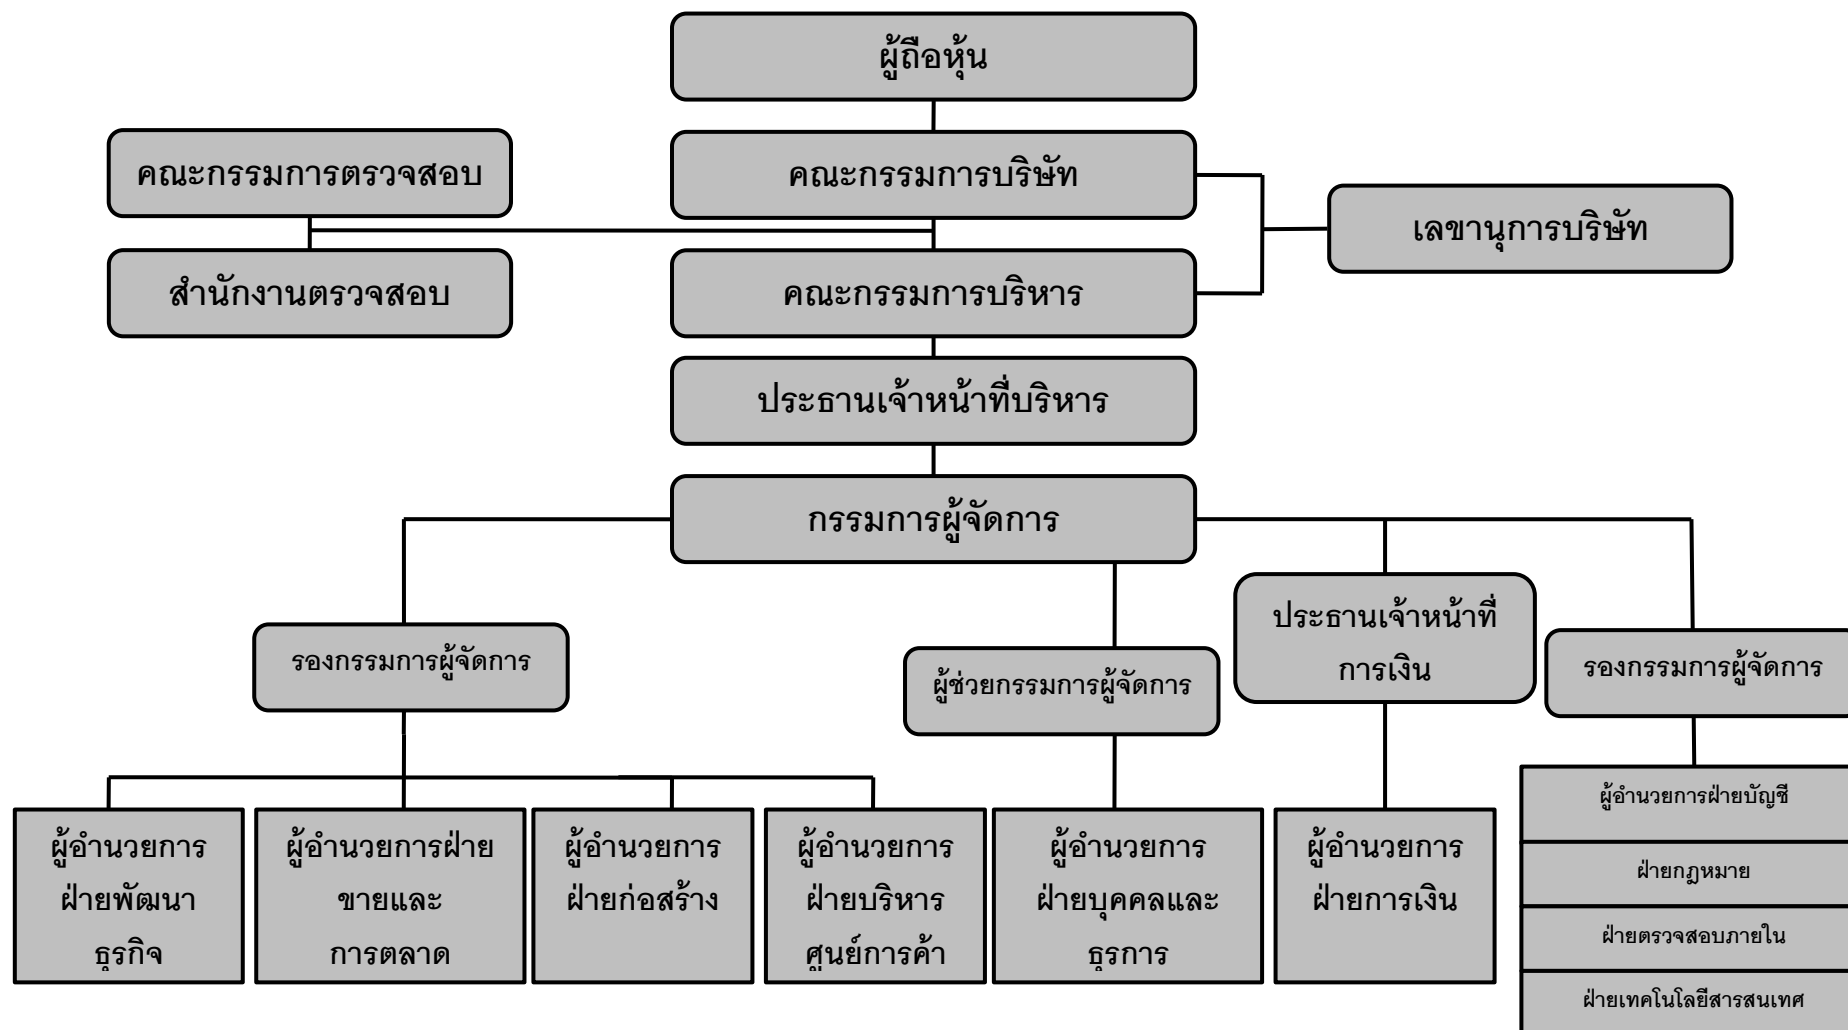 ผู้ถือหุ้น
คณะกรรมการตรวจสอบ
คณะกรรมการบริษัท
เลขานุการบริษัท
สำนักงานตรวจสอบ
คณะกรรมการบริหาร
ประธานเจ้าหน้าที่บริหาร
กรรมการผู้จัดการ
รองกรรมการผู้จัดการ
ผู้ช่วยกรรมการผู้จัดการ
ประธานเจ้าหน้าที่
การเงิน
รองกรรมการผู้จัดการ
ผู้อำนวยการ
ฝ่ายพัฒนา
ธุรกิจ
ผู้อำนวยการฝ่าย
ขายและ
การตลาด
ผู้อำนวยการ
ฝ่ายก่อสร้าง
ผู้อำนวยการ
ฝ่ายบริหาร
ศูนย์การค้า
ผู้อำนวยการ
ฝ่ายบุคคลและ
ธุรการ
ผู้อำนวยการ
ฝ่ายการเงิน
ผู้อำนวยการฝ่ายบัญชี
ฝ่ายกฎหมาย
ฝ่ายตรวจสอบภายใน
ฝ่ายเทคโนโลยีสารสนเทศ